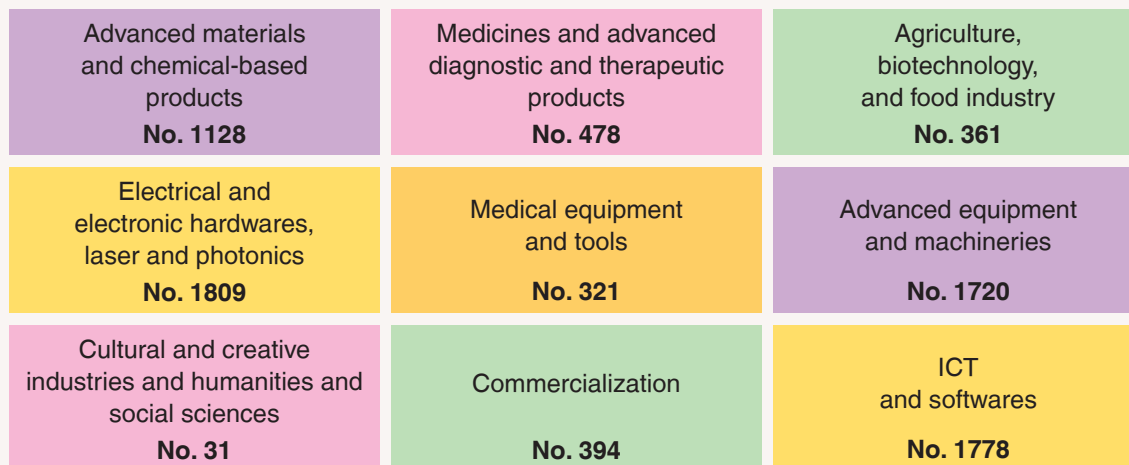 Advanced materials
and chemical-based
products
No. 1128
Medicines and advanced
diagnostic and therapeutic
products
No. 478
Agriculture,
biotechnology,
and food industry
No. 361
Electrical and
electronic hardwares,
laser and photonics
No. 1809
Medical equipment
and tools
No. 321
Advanced equipment
and machineries
No. 1720
Cultural and creative
industries and humanities and
social sciences
No. 31
Commercialization
No. 394
ICT
and softwares
No. 1778